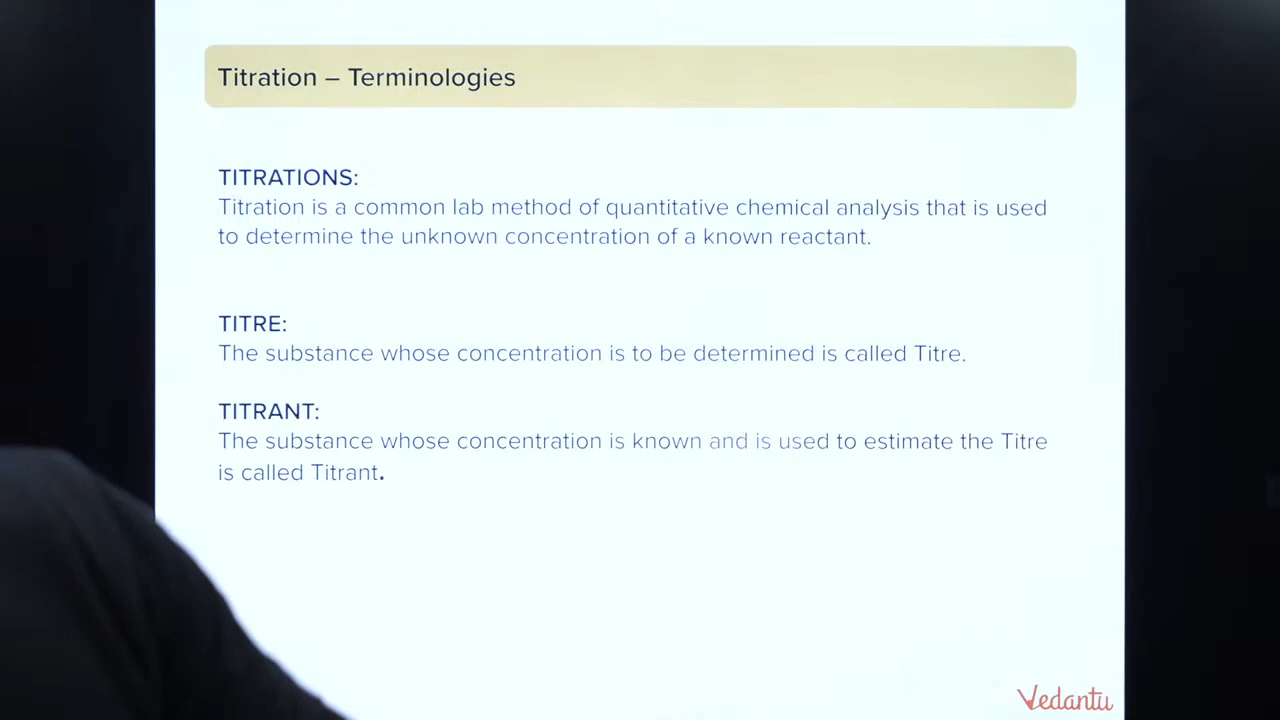 Titration – Terminologies
TITRATIONS:
Titration is a common lab method of quantitative chemical analysis that is used
to determine the unknown concentration of a known reactant.
TITRE:
The substance whose concentration is to be determined is called Titre.
TITRANT:
The substance whose concentration is known and is used to estimate the Titre
is called Titrant.
Vedantu